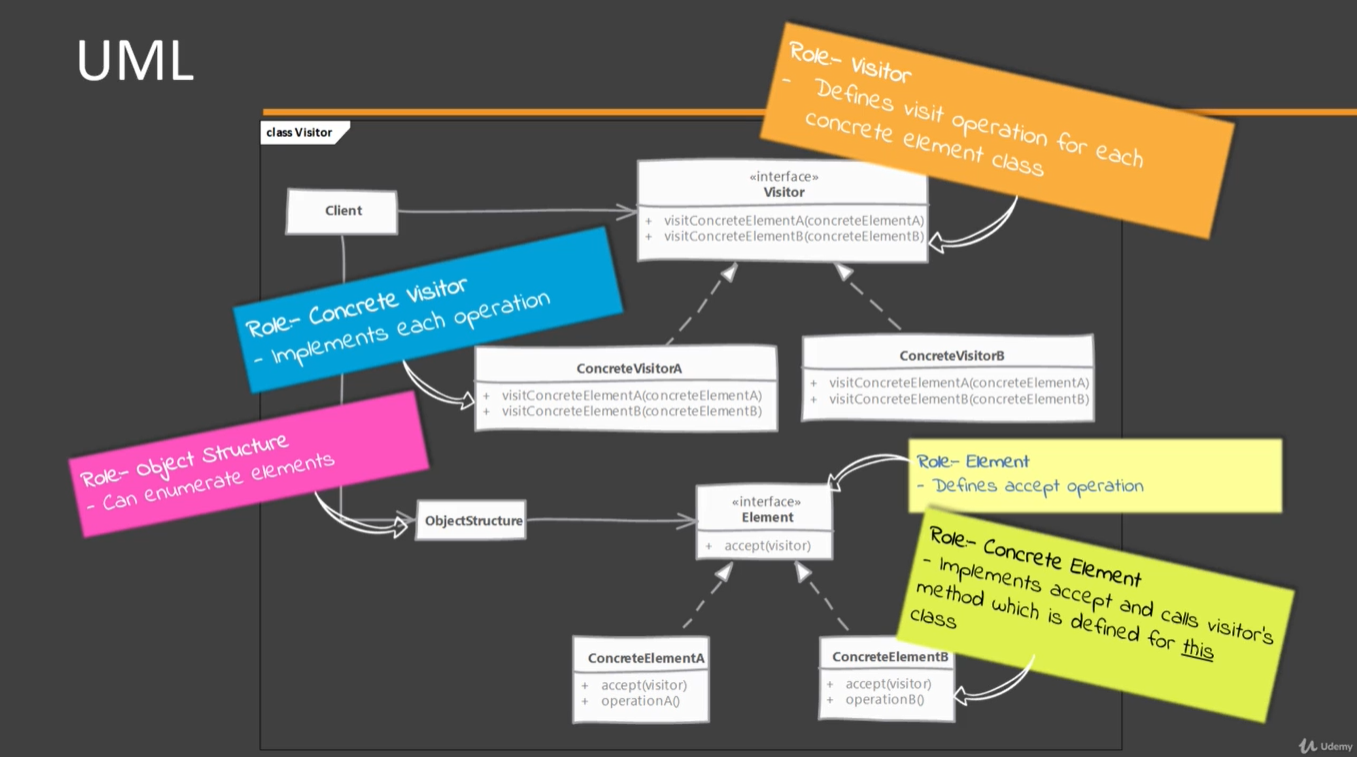 UML
class Visitor
Role:- Visitor
- Defines visit operation for each
concrete element class
«interface»
Visitor
+ visitConcreteElementA(concreteElementA)
+ visitConcreteElementB(concreteElementB)
Client
Role:- Concrete Visitor
- Implements each operation
ConcreteVisitorA
+ visitConcreteElementA(concreteElementA)
+ visitConcreteElementB(concreteElementB)
ConcreteVisitorB
+ visitConcreteElementA(concreteElementA)
+ visitConcreteElementB(concreteElementB)
Role:- Object Structure
- Can enumerate elements
ObjectStructure
«interface»
Element
+ accept(visitor)
Role:- Element
- Defines accept operation
Role:- Concrete Element
- Implements accept and calls visitor's
method which is defined for this
class
ConcreteElementA
+ accept(visitor)
+ operationA()
ConcreteElementB
+ accept(visitor)
+ operationB()
Udemy